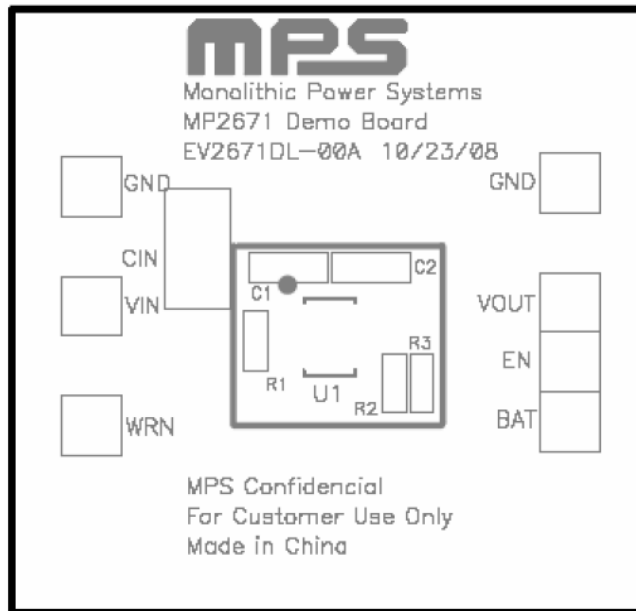 MPS
Monolithic Power Systems
MP2671 Demo Board
EV2671DL-00A 10/23/08
GND
GND
CIN
C1
C2
VIN
VOUT
R1
U1
R2
R3
EN
WRN
BAT
MPS Confidencial
For Customer Use Only
Made in China